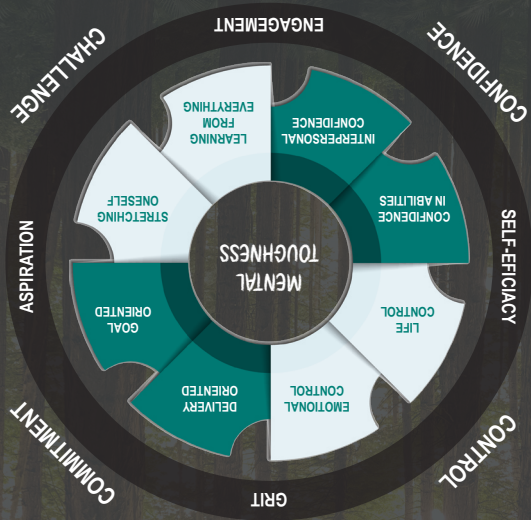 GRIT
CONTROL
COMMITMENT
EMOTIONAL
CONTROL
DELIVERY
ORIENTED
LIFE
CONTROL
GOAL
ORIENTED
SELF-EFICIACY
MENTAL
TOUGHNESS
ASPIRATION
CONFIDENCE
IN ABILITIES
STRETCHING
ONESELF
INTERPERSONAL
CONFIDENCE
LEARNING
FROM
EVERYTHING
CONFIDENCE
CHALLENGE
ENGAGEMENT